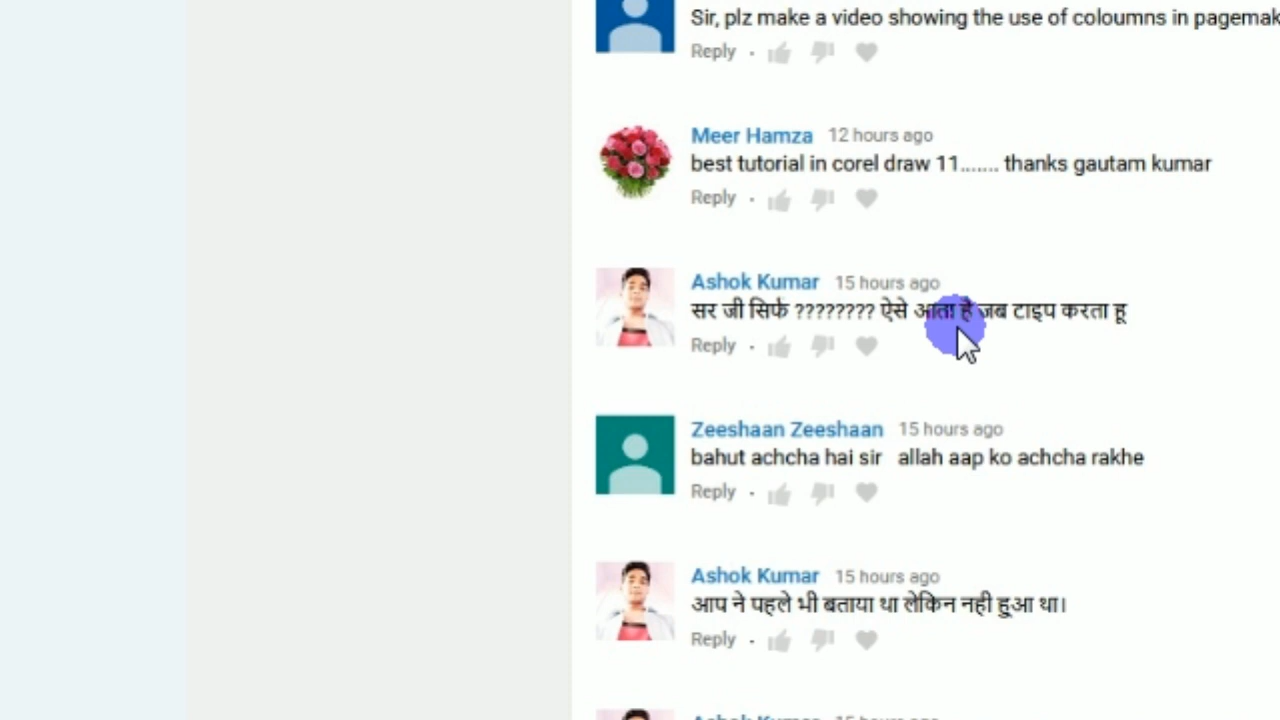 Sir, plz make a video showing the use of coloumns in pagemak
Reply
Meer Hamza 12 hours ago
best tutorial in corel draw 11....... thanks gautam kumar
Reply
Ashok Kumar 15 hours ago
सर जी सिर्फ ???????? ऐसे आता है जब टाइप करता हू
Reply
Zeeshaan Zeeshaan 15 hours ago
bahut achcha hai sir allah aap ko achcha rakhe
Reply
Ashok Kumar 15 hours ago
आप ने पहले भी बताया था लेकिन नही हुआ था।
Reply
Ashok Kumar 15 hours ago